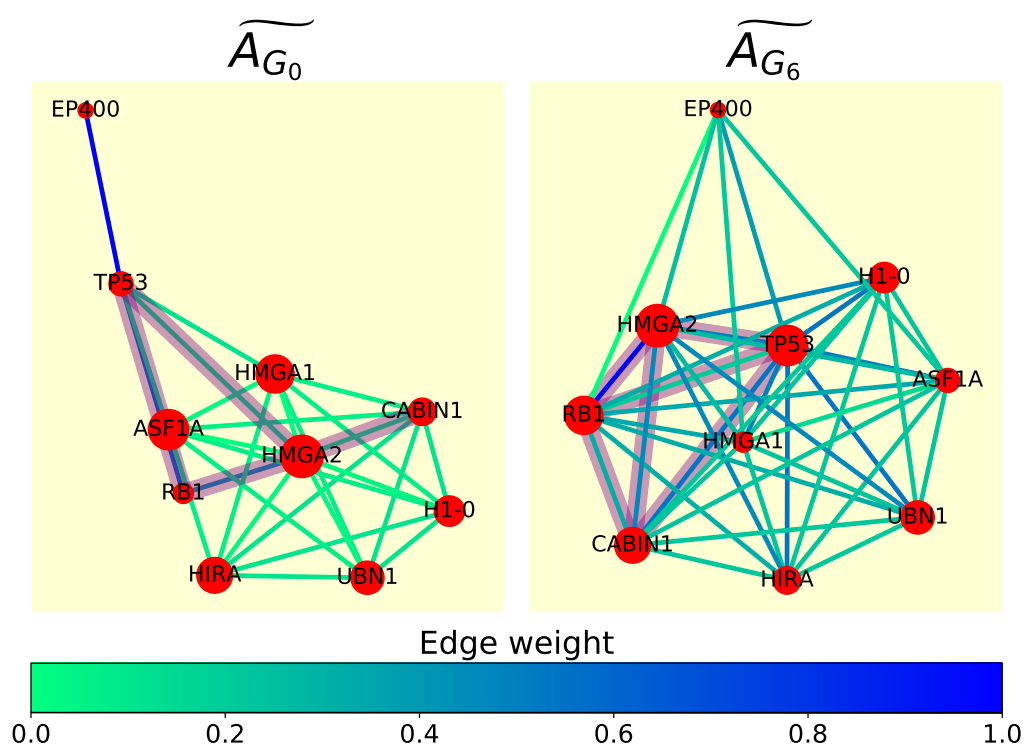 A_{G_0} A_{G_6}
EP400
TP53
HMGA1
CABIN1
ASF1A
HMGA2
RB1
H1-0
HIRA
UBN1
EP400
H1-0
HMGA2
TP53
ASF1A
RB1
HMGA1
UBN1
CABIN1
HIRA
Edge weight
0.0 0.2 0.4 0.6 0.8 1.0